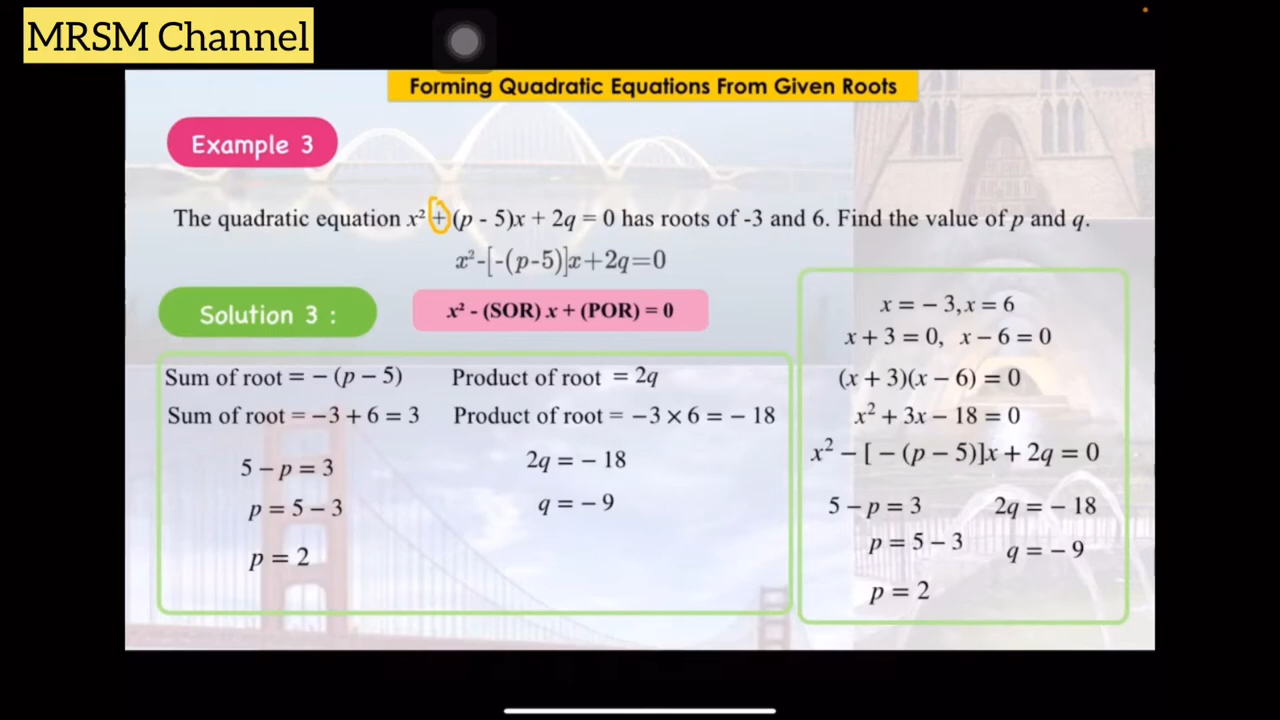 MRSM Channel
Forming Quadratic Equations From Given Roots
Example 3
The quadratic equation x² + (p - 5)x + 2q = 0 has roots of -3 and 6. Find the value of p and q.
x²-[-(p-5)]x+2q=0
Solution 3 :
x² - (SOR) x + (POR) = 0
Sum of root = − (p − 5)
Sum of root = −3 + 6 = 3
5 − p = 3
p = 5 − 3
p = 2
Product of root = 2q
Product of root = −3 × 6 = − 18
2q = − 18
q = − 9
x = − 3, x = 6
x + 3 = 0, x − 6 = 0
(x + 3)(x − 6) = 0
x² + 3x − 18 = 0
x² − [ − (p − 5)]x + 2q = 0
5 − p = 3
p = 5 − 3
p = 2
2q = − 18
q = − 9